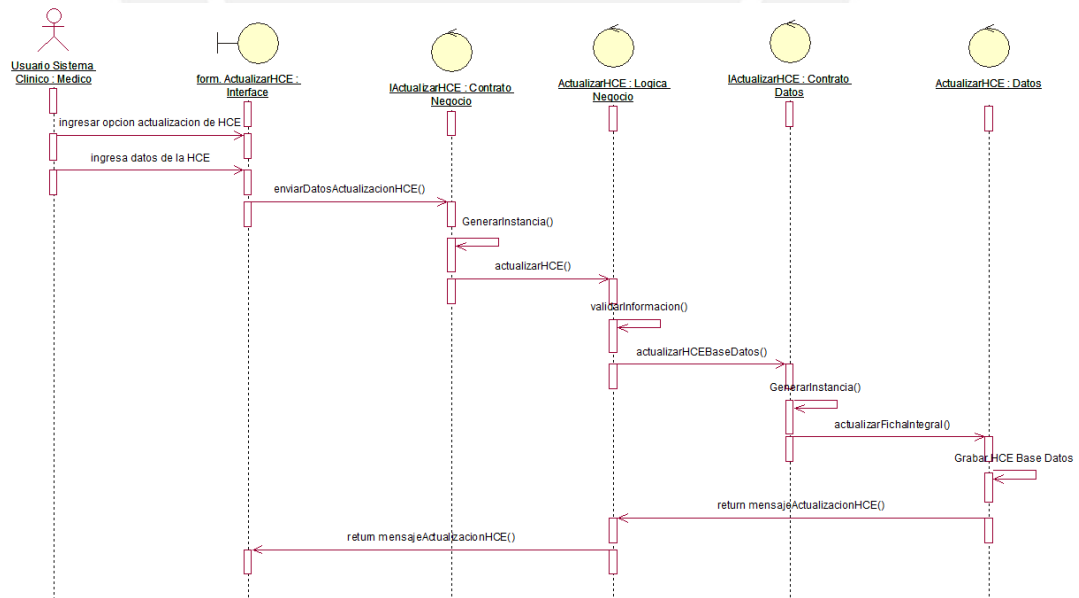 Usuario Sistema
Clinico : Medico
form. ActualizarHCE :
Interface
IActualizarHCE : Contrato
Negocio
ActualizarHCE : Logica
Negocio
IActualizarHCE : Contrato
Datos
ActualizarHCE : Datos
ingresar opcion actualizacion de HCE
ingresa datos de la HCE
enviarDatosActualizacionHCE()
GenerarInstancia()
actualizarHCE()
validarInformacion()
actualizarHCEBaseDatos()
GenerarInstancia()
actualizarFichaIntegral()
Grabar HCE Base Datos
return mensajeActualizacionHCE()
return mensajeActualizacionHCE()